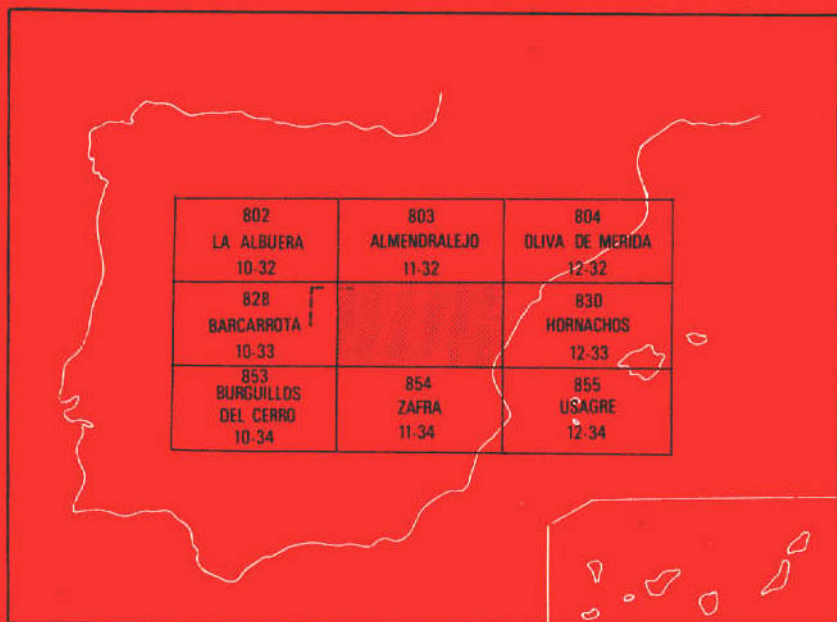 802
LA ALBUERA
10-32
803
ALMENDRALEJO
11-32
804
OLIVA DE MERIDA
12-32
828
BARCARROTA
10-33
830
HORNACHOS
12-33
853
BURGUILLOS
DEL CERRO
10-34
854
ZAFRA
11-34
855
USAGRE
12-34